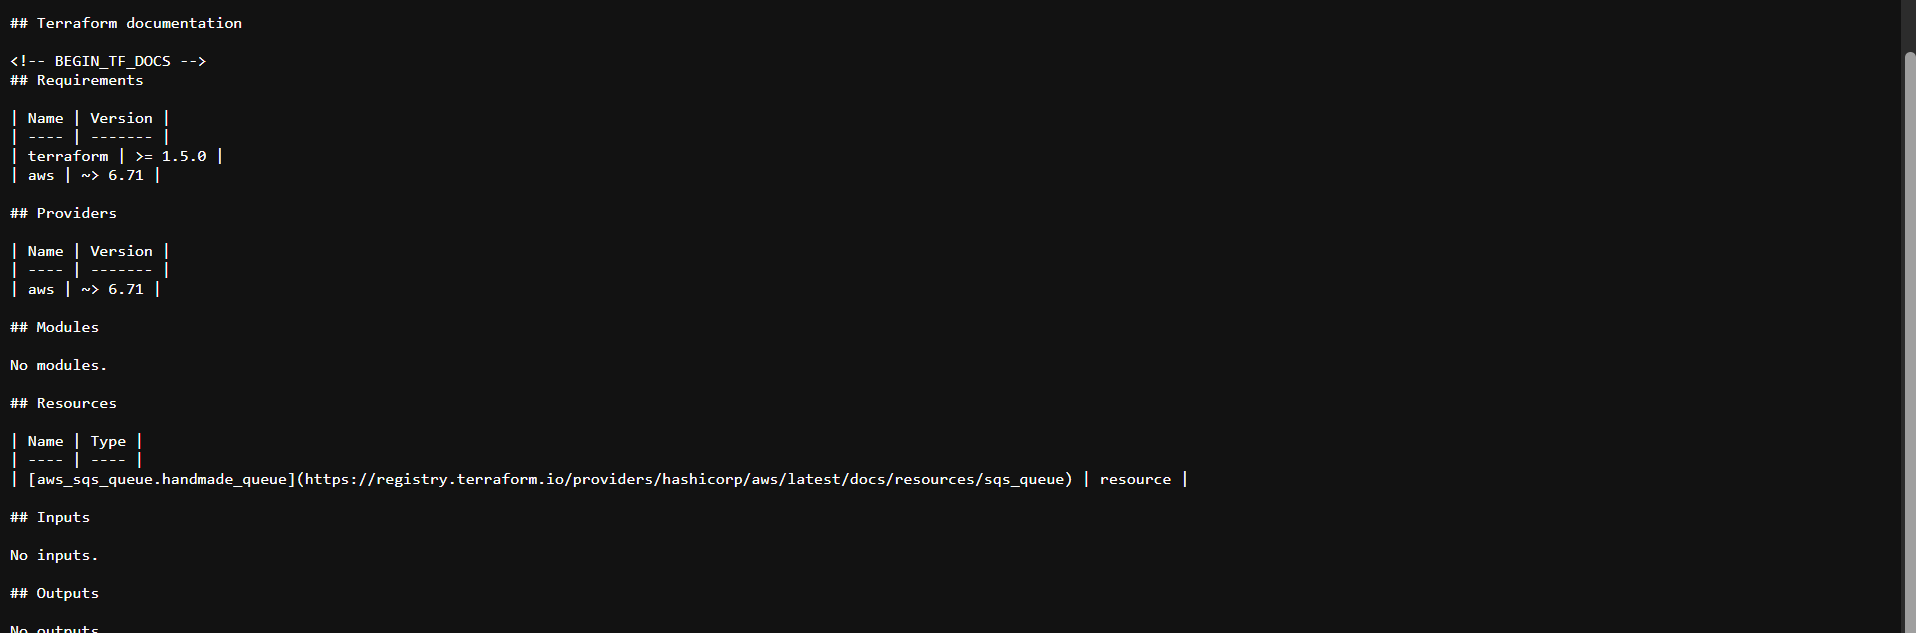 ## Terraform documentation
<!-- BEGIN_TF_DOCS -->
## Requirements
| Name | Version |
| ---- | ------- |
| terraform | >= 1.5.0 |
| aws | ~> 6.71 |
## Providers
| Name | Version |
| ---- | ------- |
| aws | ~> 6.71 |
## Modules
No modules.
## Resources
| Name | Type |
| ---- | ---- |
| [aws_sqs_queue.handmade_queue](https://registry.terraform.io/providers/hashicorp/aws/latest/docs/resources/sqs_queue) | resource |
## Inputs
No inputs.
## Outputs
No outputs